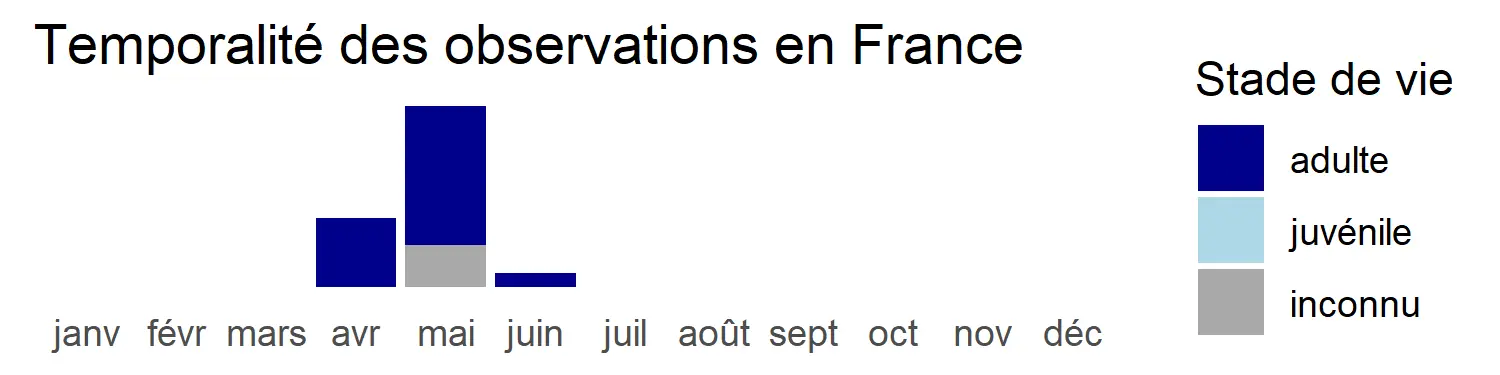 Temporalité des observations en France
Stade de vie
adulte
juvénile
inconnu
janv févr mars avr mai juin juil août sept oct nov déc